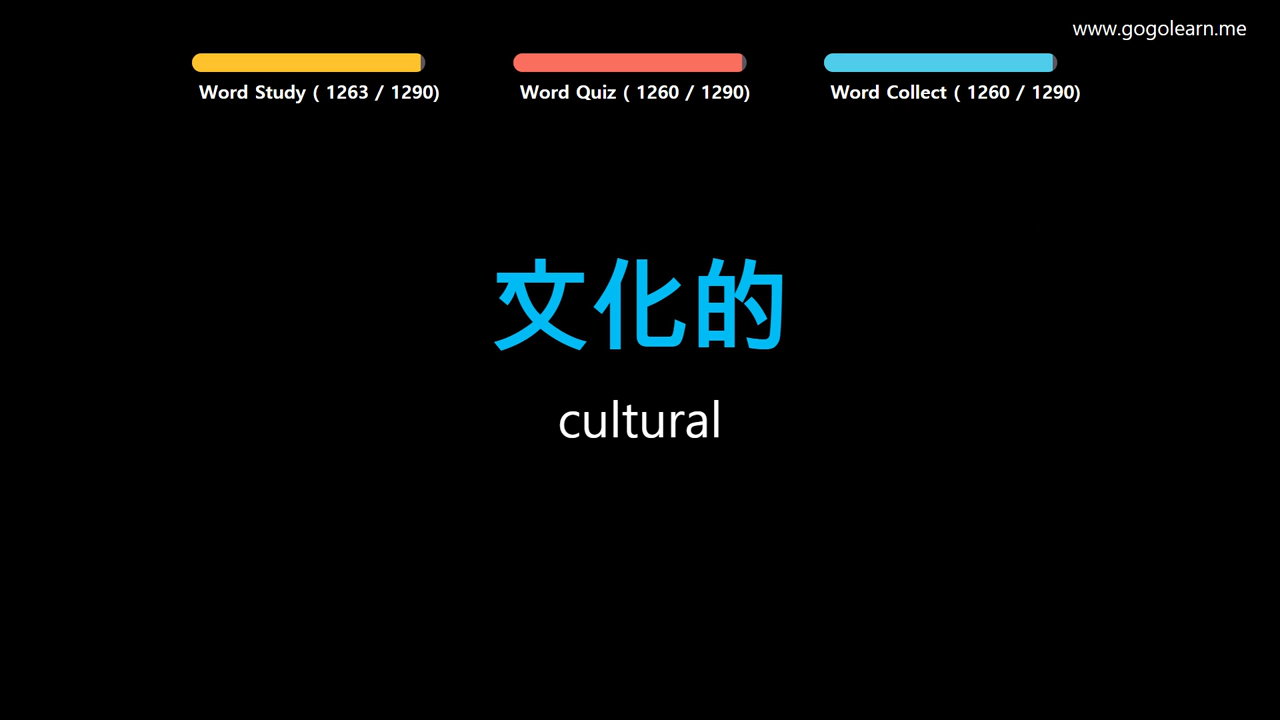 www.gogolearn.me
Word Study ( 1263 / 1290)
Word Quiz ( 1260 / 1290)
Word Collect ( 1260 / 1290)
文化的
cultural